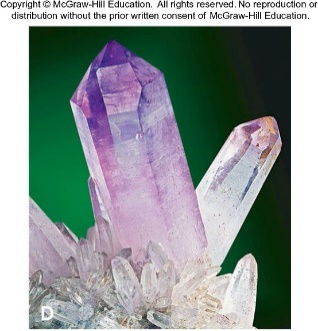 Copyright © McGraw-Hill Education. All rights reserved. No reproduction or
distribution without the prior written consent of McGraw-Hill Education.
D